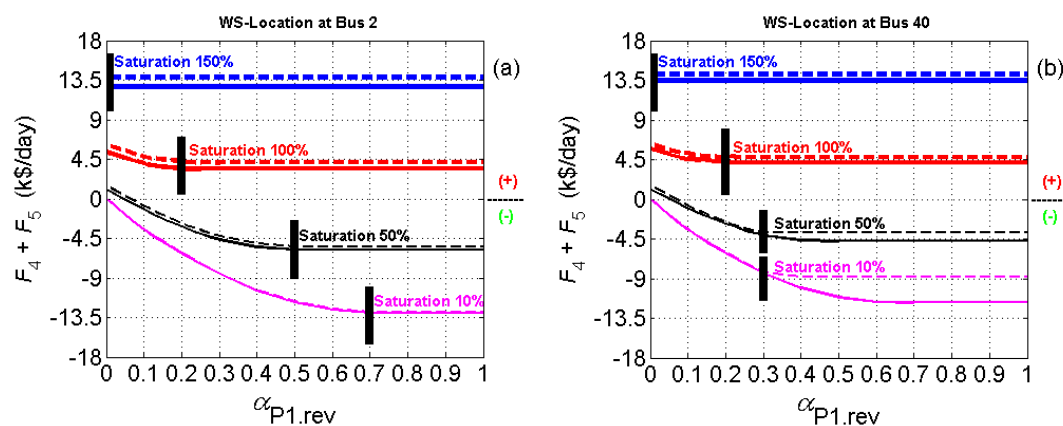 WS-Location at Bus 2
(a)
F4 + F5 (k$/day)
18
13.5
9
4.5
0
-4.5
-9
-13.5
-18
Saturation 150%
Saturation 100%
Saturation 50%
Saturation 10%
(+)
(-)
0 0.1 0.2 0.3 0.4 0.5 0.6 0.7 0.8 0.9 1
αP1.rev
WS-Location at Bus 40
(b)
F4 + F5 (k$/day)
18
13.5
9
4.5
0
-4.5
-9
-13.5
-18
Saturation 150%
Saturation 100%
Saturation 50%
Saturation 10%
(+)
(-)
0 0.1 0.2 0.3 0.4 0.5 0.6 0.7 0.8 0.9 1
αP1.rev